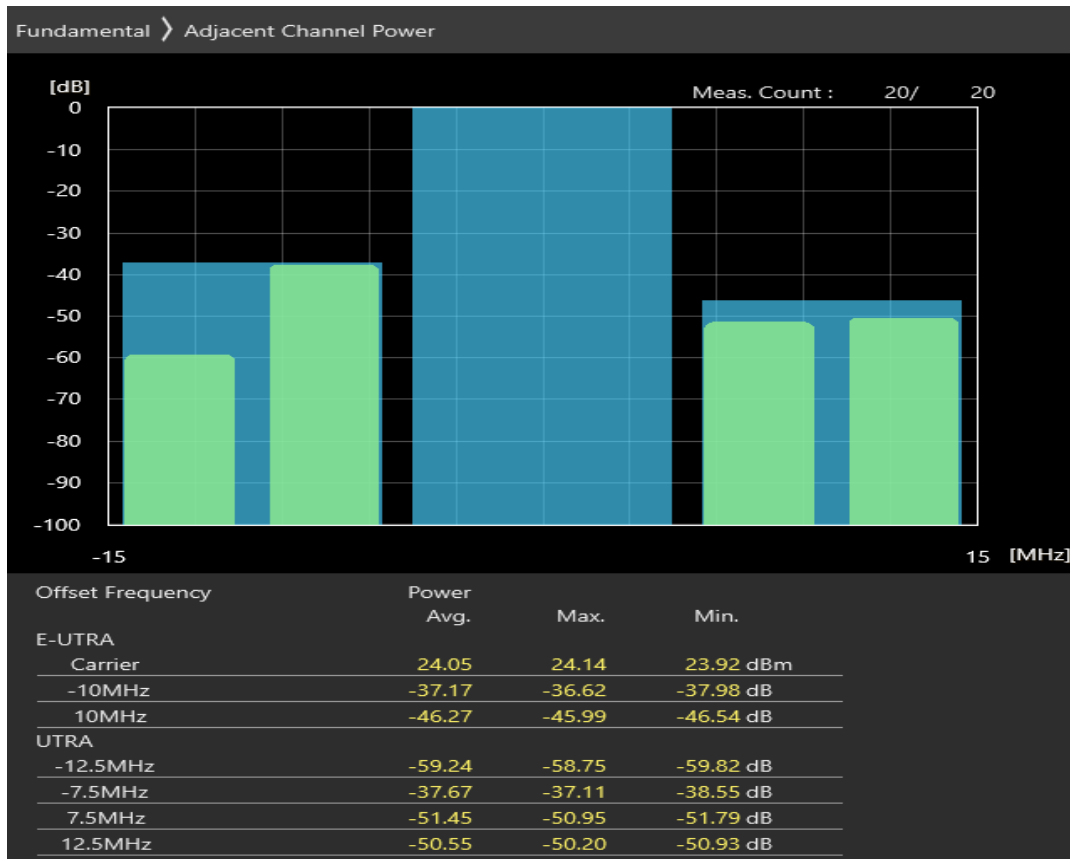 Fundamental ❯ Adjacent Channel Power
[dB]
Meas. Count : 20/ 20
0
-10
-20
-30
-40
-50
-60
-70
-80
-90
-100
-15 15 [MHz]
Offset Frequency Power
Avg. Max. Min.
E-UTRA
Carrier 24.05 24.14 23.92 dBm
-10MHz -37.17 -36.62 -37.98 dB
10MHz -46.27 -45.99 -46.54 dB
UTRA
-12.5MHz -59.24 -58.75 -59.82 dB
-7.5MHz -37.67 -37.11 -38.55 dB
7.5MHz -51.45 -50.95 -51.79 dB
12.5MHz -50.55 -50.20 -50.93 dB